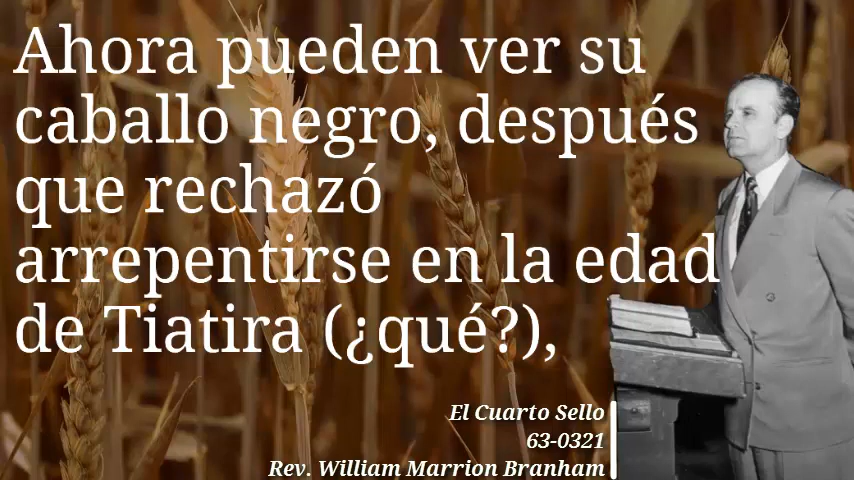 Ahora pueden ver su
caballo negro, después
que rechazó
arrepentirse en la edad
de Tiatira (¿qué?),
El Cuarto Sello
63-0321
Rev. William Marrion Branham